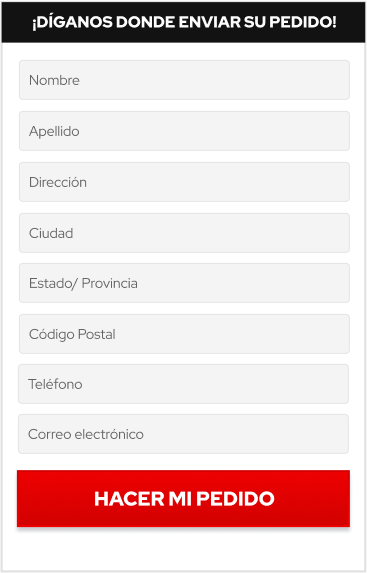 ¡DÍGANOS DONDE ENVIAR SU PEDIDO!
Nombre
Apellido
Dirección
Ciudad
Estado/ Provincia
Código Postal
Teléfono
Correo electrónico
HACER MI PEDIDO